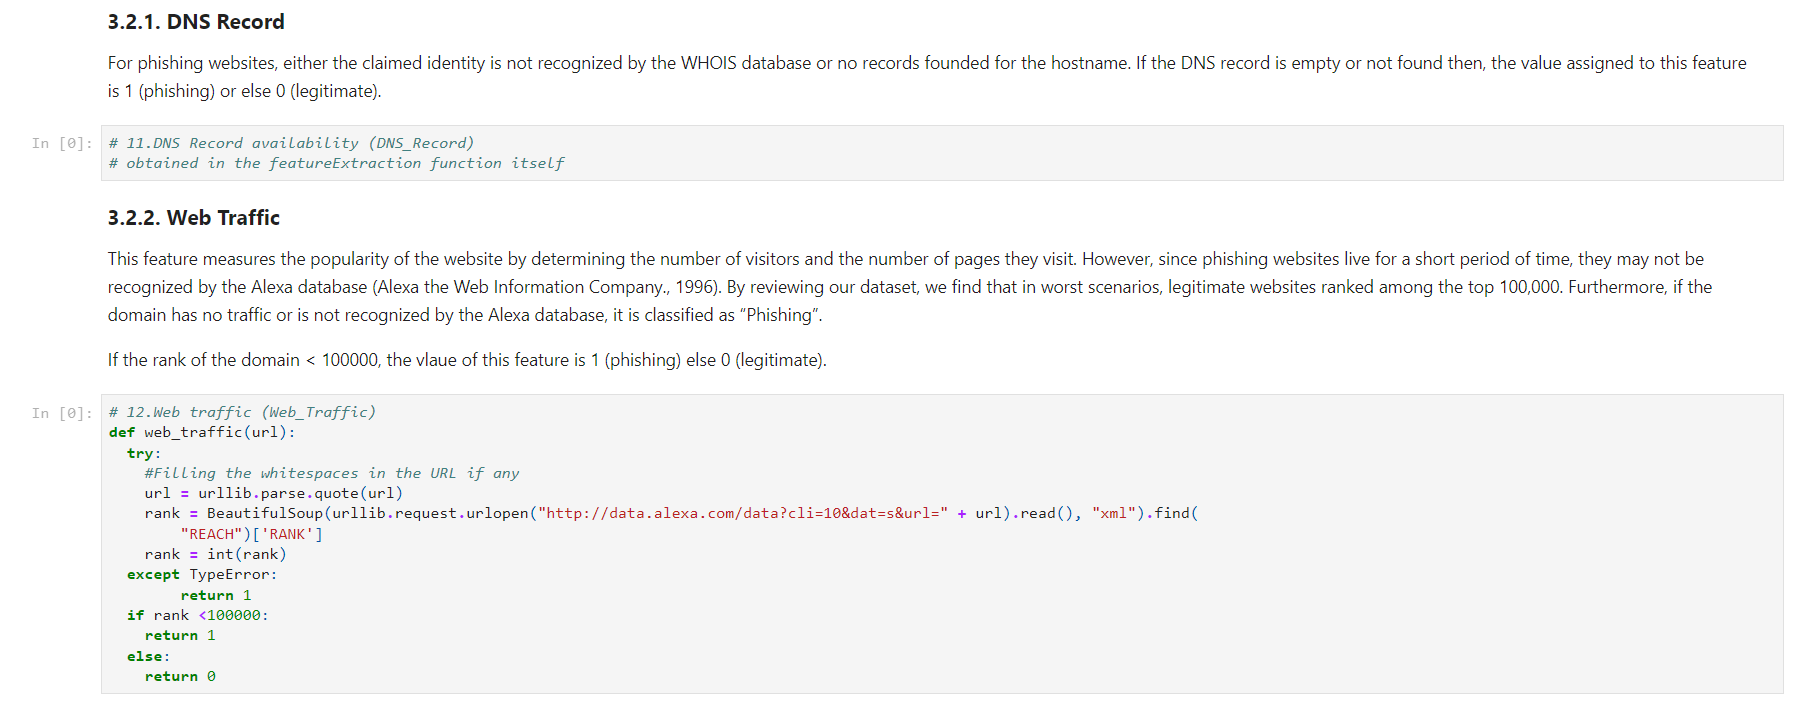 3.2.1. DNS Record
For phishing websites, either the claimed identity is not recognized by the WHOIS database or no records founded for the hostname. If the DNS record is empty or not found then, the value assigned to this feature
is 1 (phishing) or else 0 (legitimate).
In [0]: # 11.DNS Record availability (DNS_Record)
# obtained in the featureExtraction function itself
3.2.2. Web Traffic
This feature measures the popularity of the website by determining the number of visitors and the number of pages they visit. However, since phishing websites live for a short period of time, they may not be
recognized by the Alexa database (Alexa the Web Information Company., 1996). By reviewing our dataset, we find that in worst scenarios, legitimate websites ranked among the top 100,000. Furthermore, if the
domain has no traffic or is not recognized by the Alexa database, it is classified as “Phishing”.
If the rank of the domain < 100000, the vlaue of this feature is 1 (phishing) else 0 (legitimate).
In [0]: # 12.Web traffic (Web_Traffic)
def web_traffic(url):
  try:
    #Filling the whitespaces in the URL if any
    url = urllib.parse.quote(url)
    rank = BeautifulSoup(urllib.request.urlopen("http://data.alexa.com/data?cli=10&dat=s&url=" + url).read(), "xml").find(
        "REACH")['RANK']
    rank = int(rank)
  except TypeError:
        return 1
  if rank <100000:
    return 1
  else:
    return 0